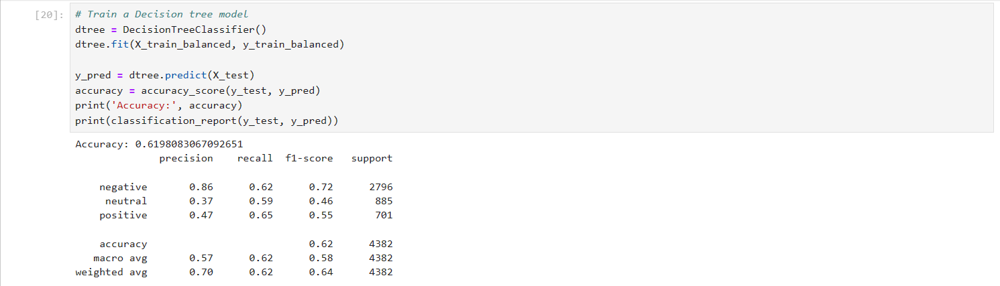 [20]: # Train a Decision tree model
dtree = DecisionTreeClassifier()
dtree.fit(X_train_balanced, y_train_balanced)
y_pred = dtree.predict(X_test)
accuracy = accuracy_score(y_test, y_pred)
print('Accuracy:', accuracy)
print(classification_report(y_test, y_pred))
Accuracy: 0.6198083067092651
precision recall f1-score support
negative 0.86 0.62 0.72 2796
neutral 0.37 0.59 0.46 885
positive 0.47 0.65 0.55 701
accuracy 0.62 4382
macro avg 0.57 0.62 0.58 4382
weighted avg 0.70 0.62 0.64 4382